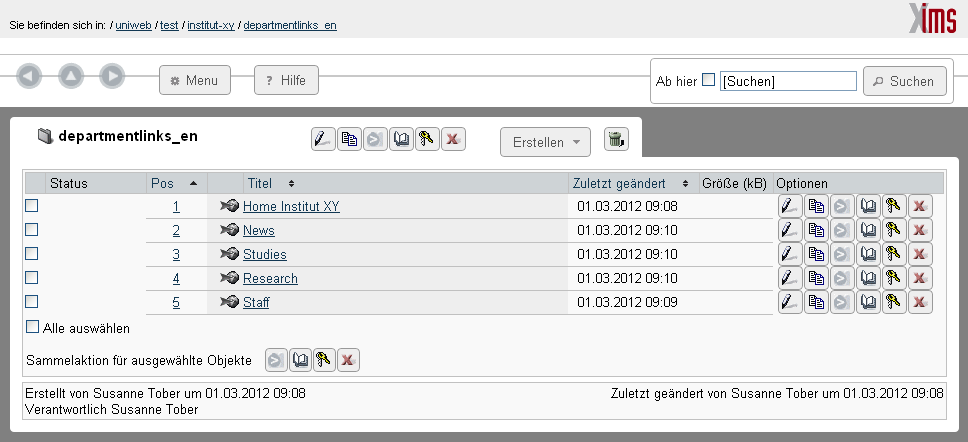 Sie befinden sich in: / uniweb / test / institut-xy / departmentlinks_en
Xims
Menu
? Hilfe
Ab hier [Suchen] Suchen
departmentlinks_en
Erstellen
Status Pos Titel Zuletzt geändert Größe (kB) Optionen
1 Home Institut XY 01.03.2012 09:08
2 News 01.03.2012 09:10
3 Studies 01.03.2012 09:10
4 Research 01.03.2012 09:10
5 Staff 01.03.2012 09:09
Alle auswählen
Sammelaktion für ausgewählte Objekte
Erstellt von Susanne Tober um 01.03.2012 09:08 Zuletzt geändert von Susanne Tober um 01.03.2012 09:08
Verantwortlich Susanne Tober